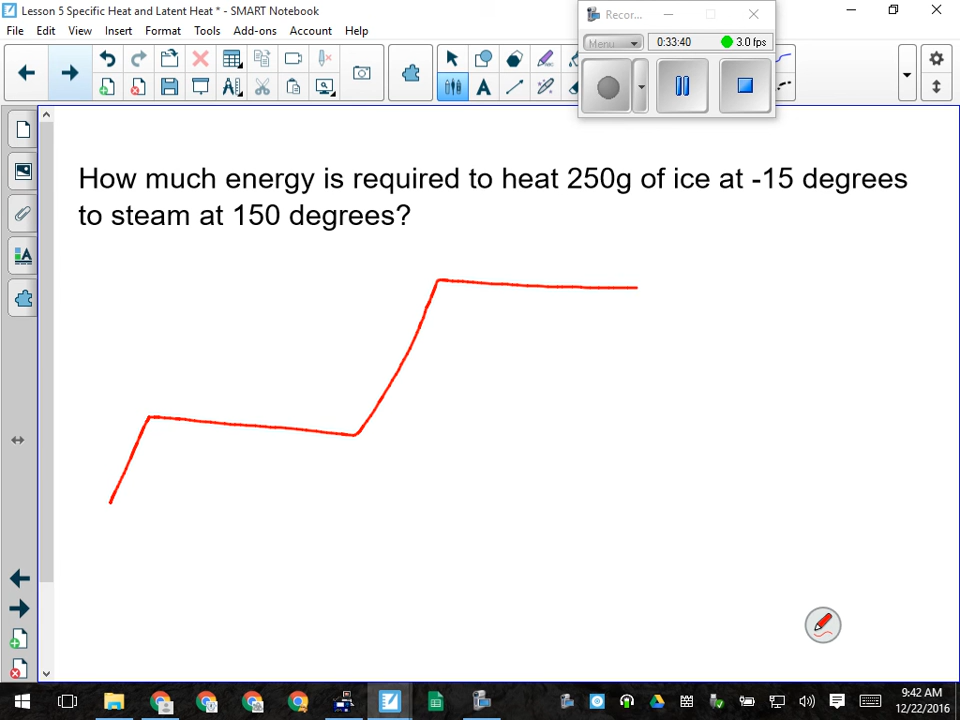 Lesson 5 Specific Heat and Latent Heat * - SMART Notebook
Recor...
File Edit View Insert Format Tools Add-ons Account Help
Menu 0:33:40 3.0 fps
A
How much energy is required to heat 250g of ice at -15 degrees
to steam at 150 degrees?
9:42 AM
12/22/2016